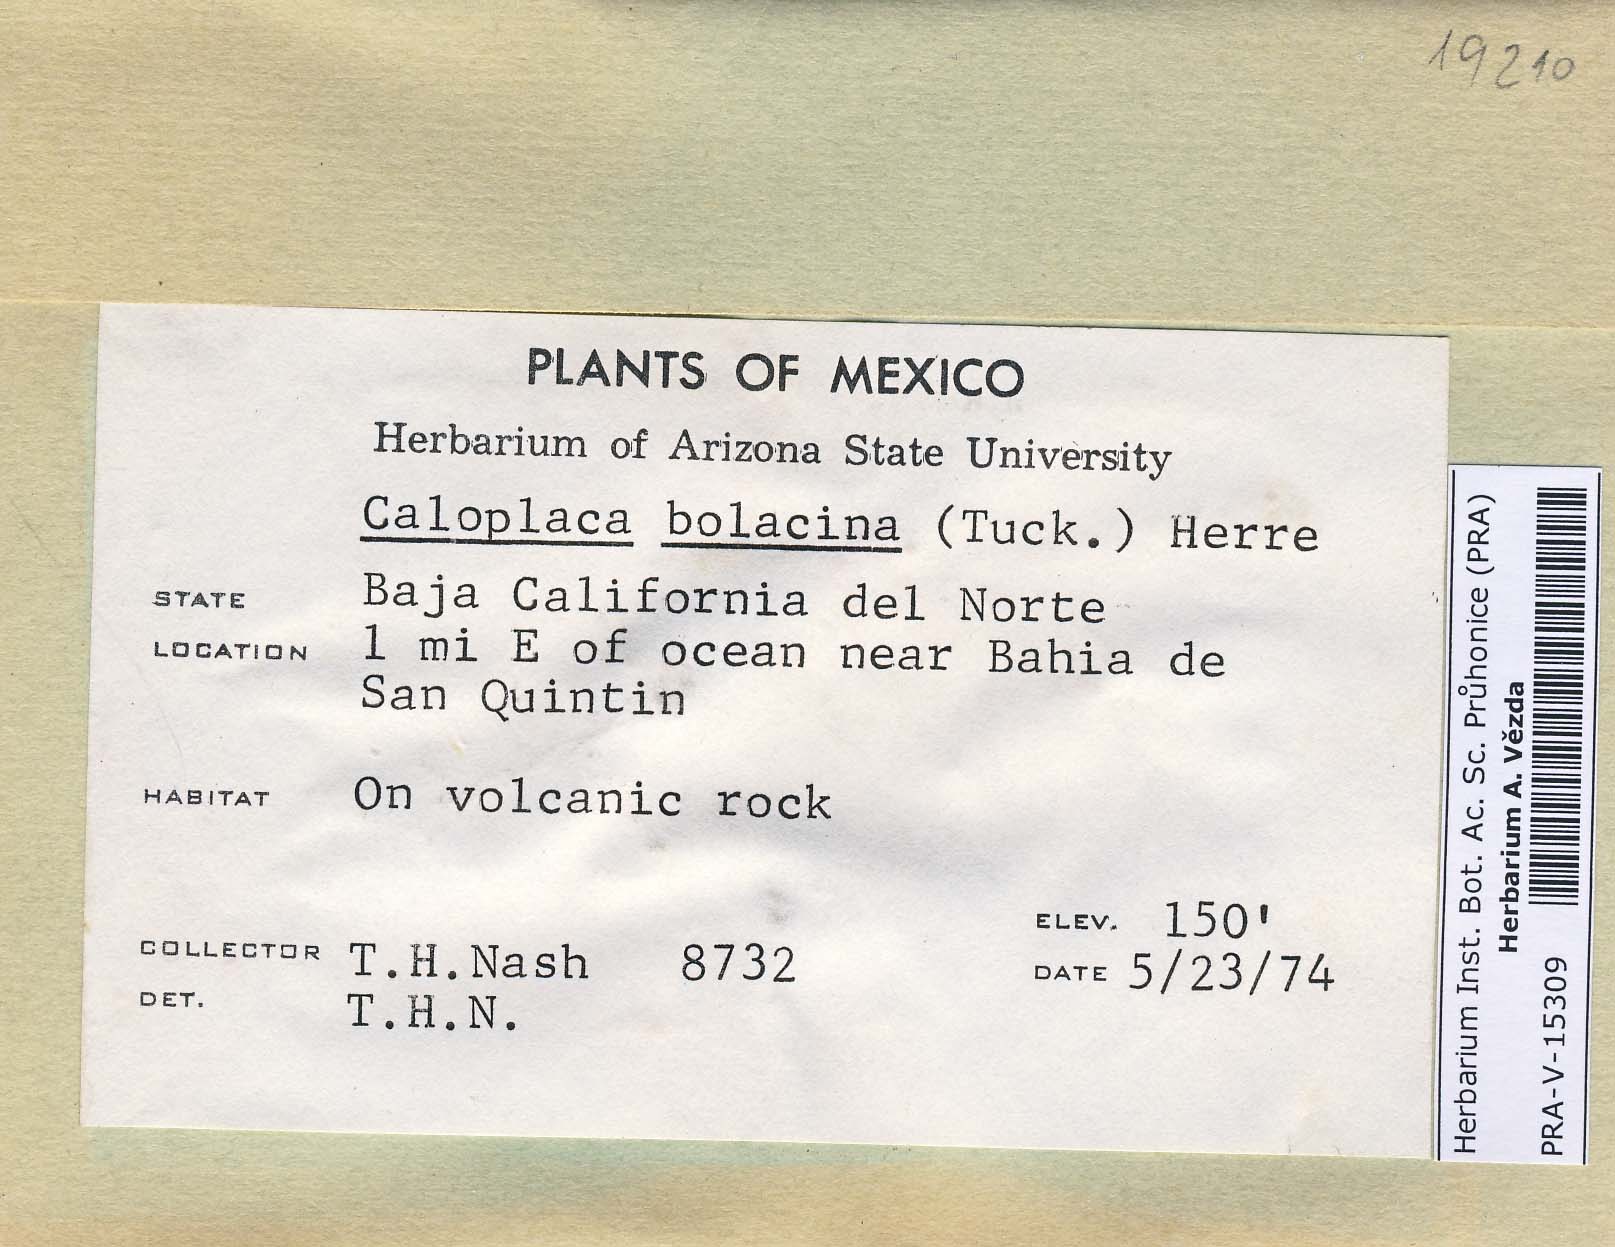 19210
PLANTS OF MEXICO
Herbarium of Arizona State University
Caloplaca bolacina (Tuck.) Herre
STATE Baja California del Norte
LOCATION 1 mi E of ocean near Bahia de
San Quintin
HABITAT On volcanic rock
ELEV. 150'
COLLECTOR T.H.Nash 8732
DATE 5/23/74
DET. T.H.N.
Herbarium Inst. Bot. Ac. Sc. Průhonice (PRA)
Herbarium A. Vězda
PRA-V-15309